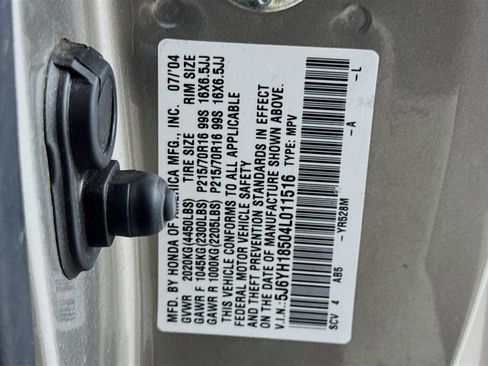 MFD. BY HONDA OF AMERICA MFG., INC. 07/'04
GVWR 2020KG(4450LBS) TIRE SIZE RIM SIZE
GAWR F 1045KG(2300LBS) P215/70R16 99S 16X6.5JJ
GAWR R 1000KG(2205LBS) P215/70R16 99S 16X6.5JJ
THIS VEHICLE CONFORMS TO ALL APPLICABLE
FEDERAL MOTOR VEHICLE SAFETY
AND THEFT PREVENTION STANDARDS IN EFFECT
ON THE DATE OF MANUFACTURE SHOWN ABOVE.
V.I.N.: 5J6YH18504L011516 TYPE: MPV
SCV 4 AB5 -YR528M -A -L